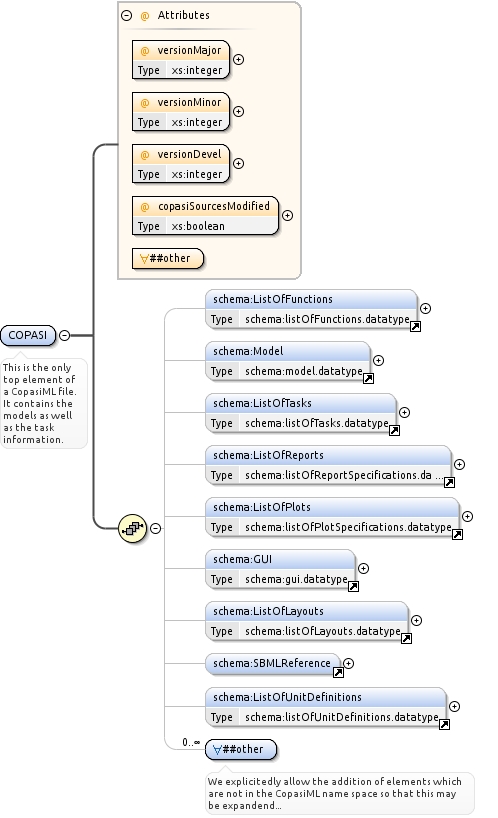 @ Attributes
@ versionMajor
Type xs:integer
@ versionMinor
Type xs:integer
@ versionDevel
Type xs:integer
@ copasiSourcesModified
Type xs:boolean
∀##other
COPASI
This is the only
top element of
a CopasiML file.
It contains the
models as well
as the task
information.
schema:ListOfFunctions
Type schema:listOfFunctions.datatype
schema:Model
Type schema:model.datatype
schema:ListOfTasks
Type schema:listOfTasks.datatype
schema:ListOfReports
Type schema:listOfReportSpecifications.da ...
schema:ListOfPlots
Type schema:listOfPlotSpecifications.datatype
schema:GUI
Type schema:gui.datatype
schema:ListOfLayouts
Type schema:listOfLayouts.datatype
schema:SBMLReference
schema:ListOfUnitDefinitions
Type schema:listOfUnitDefinitions.datatype
0..∞ ∀##other
We explicitedly allow the addition of elements which
are not in the CopasiML name space so that this may
be expandend...